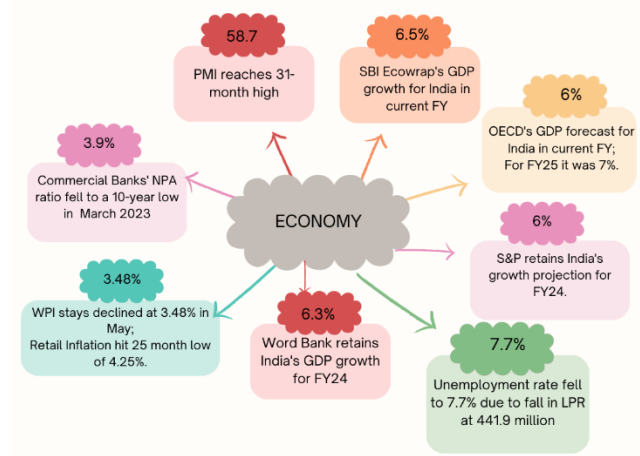 58.7
PMI reaches 31-
month high
6.5%
SBI Ecowrap's GDP
growth for India in
current FY
6%
OECD's GDP forecast for
India in current FY;
For FY25 it was 7%.
3.9%
Commercial Banks' NPA
ratio fell to a 10-year low
in March 2023
ECONOMY
6%
S&P retains India's
growth projection for
FY24.
3.48%
WPI stays declined at 3.48% in
May;
Retail Inflation hit 25 month low
of 4.25%.
6.3%
Word Bank retains
India's GDP growth
for FY24
7.7%
Unemployment rate fell
to 7.7% due to fall in LPR
at 441.9 million